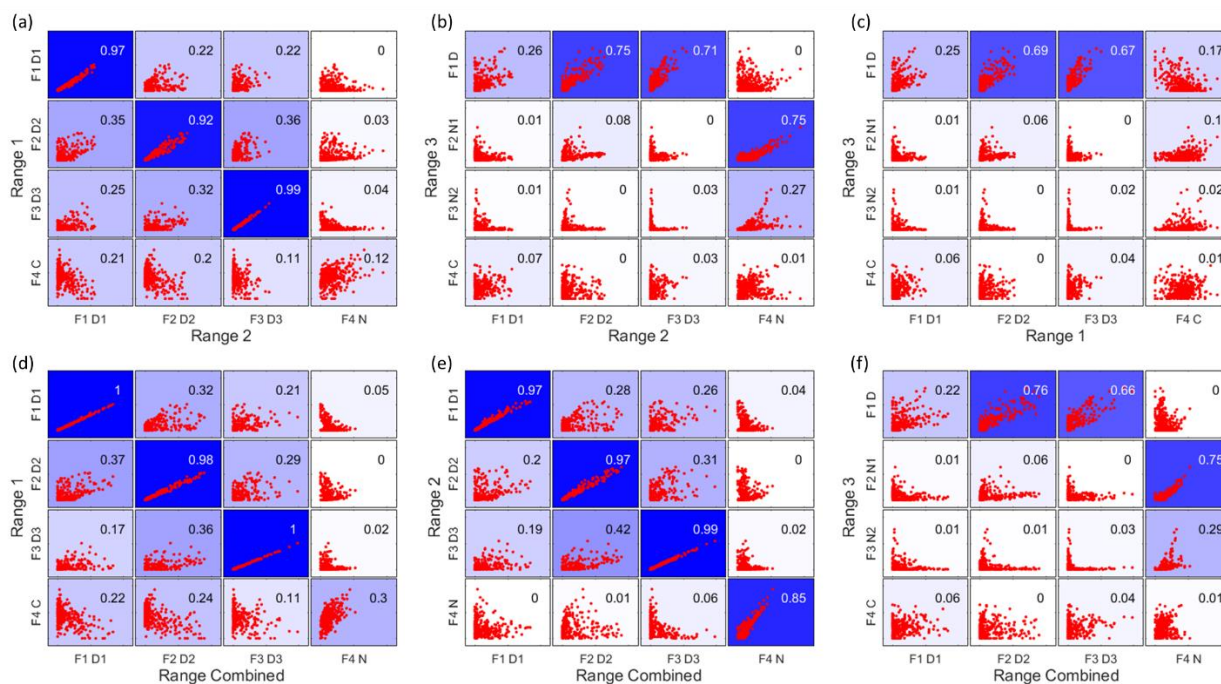 (a)
Range 1
F1 D1
0.97
0.22
0.22
0
F2 D2
0.35
0.92
0.36
0.03
F3 D3
0.25
0.32
0.99
0.04
F4 C
0.21
0.2
0.11
0.12
F1 D1
F2 D2
F3 D3
F4 N
Range 2
(b)
Range 3
F1 D
0.26
0.75
0.71
0
F2 N1
0.01
0.08
0
0.75
F3 N2
0.01
0
0.03
0.27
F4 C
0.07
0
0.03
0.01
F1 D1
F2 D2
F3 D3
F4 N
Range 2
(c)
Range 3
F1 D
0.25
0.69
0.67
0.17
F2 N1
0.01
0.06
0
0.1
F3 N2
0.01
0
0.02
0.02
F4 C
0.06
0
0.04
0.01
F1 D1
F2 D2
F3 D3
F4 C
Range 1
(d)
Range 1
F1 D1
1
0.32
0.21
0.05
F2 D2
0.37
0.98
0.29
0
F3 D3
0.17
0.36
1
0.02
F4 C
0.22
0.24
0.11
0.3
F1 D1
F2 D2
F3 D3
F4 N
Range Combined
(e)
Range 2
F1 D1
0.97
0.28
0.26
0.04
F2 D2
0.2
0.97
0.31
0
F3 D3
0.19
0.42
0.99
0.02
F4 N
0
0.01
0.06
0.85
F1 D1
F2 D2
F3 D3
F4 N
Range Combined
(f)
Range 3
F1 D
0.22
0.76
0.66
0
F2 N1
0.01
0.06
0
0.75
F3 N2
0.01
0.01
0.03
0.29
F4 C
0.06
0
0.04
0.01
F1 D1
F2 D2
F3 D3
F4 N
Range Combined